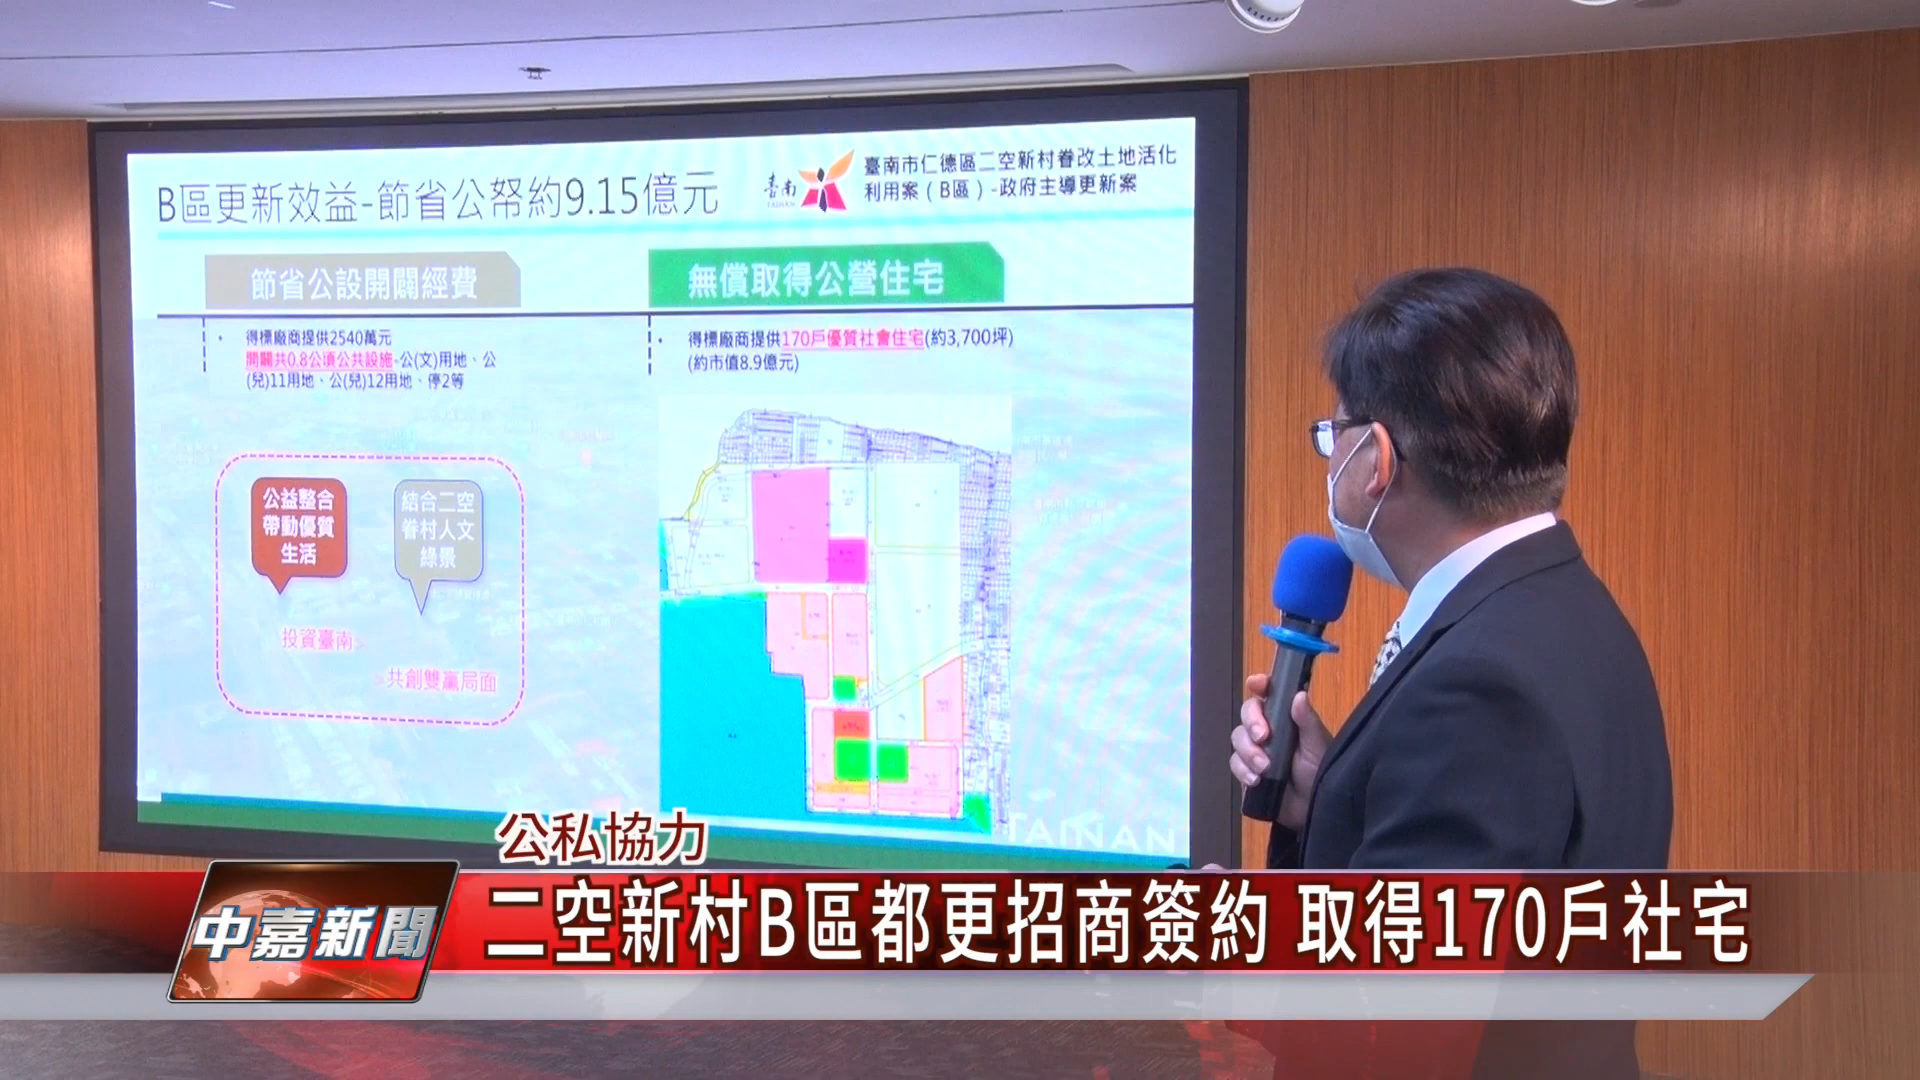 B區更新效益-節省公帑約9.15億元
臺南
TAINAN
臺南市仁德區二空新村眷改土地活化
利用案（B區）-政府主導更新案
節省公設開闢經費
無償取得公營住宅
• 得標廠商提供2540萬元
開闢共0.8公頃公共設施-公(文)用地、公
(兒)11用地、公(兒)12用地、停2等
• 得標廠商提供170戶優質社會住宅(約3,700坪)
(約市值8.9億元)
公益整合
帶動優質
生活
結合二空
眷村人文
綠景
投資臺南
共創雙贏局面
TAINAN
公私協力
中嘉新聞
二空新村B區都更招商簽約 取得170戶社宅